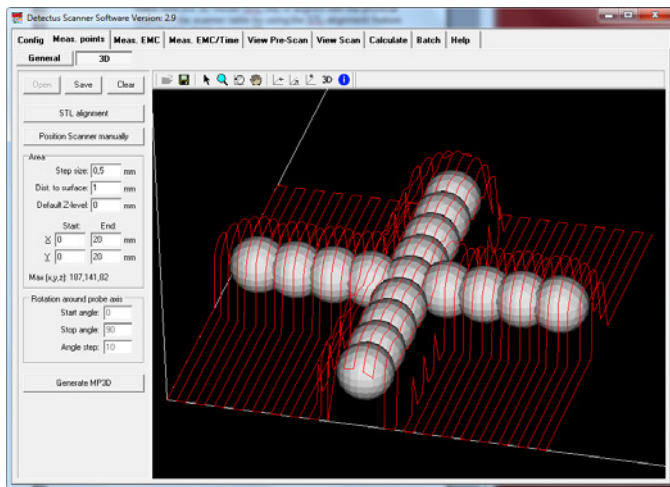 Detectus Scanner Software Version: 2.9
Config Meas. points Meas. EMC Meas. EMC/Time View Pre-Scan View Scan Calculate Batch Help
General 3D
Open Save Clear
3D
STL alignment
Position Scanner manually
Area
Step size: 0,5 mm
Dist. to surface: 1 mm
Default Z-level: 0 mm
Start: End:
X 0 20 mm
Y 0 20 mm
Max (x,y,z): 187,141,82
Rotation around probe axis
Start angle: 0
Stop angle: 90
Angle step: 10
Generate MP3D